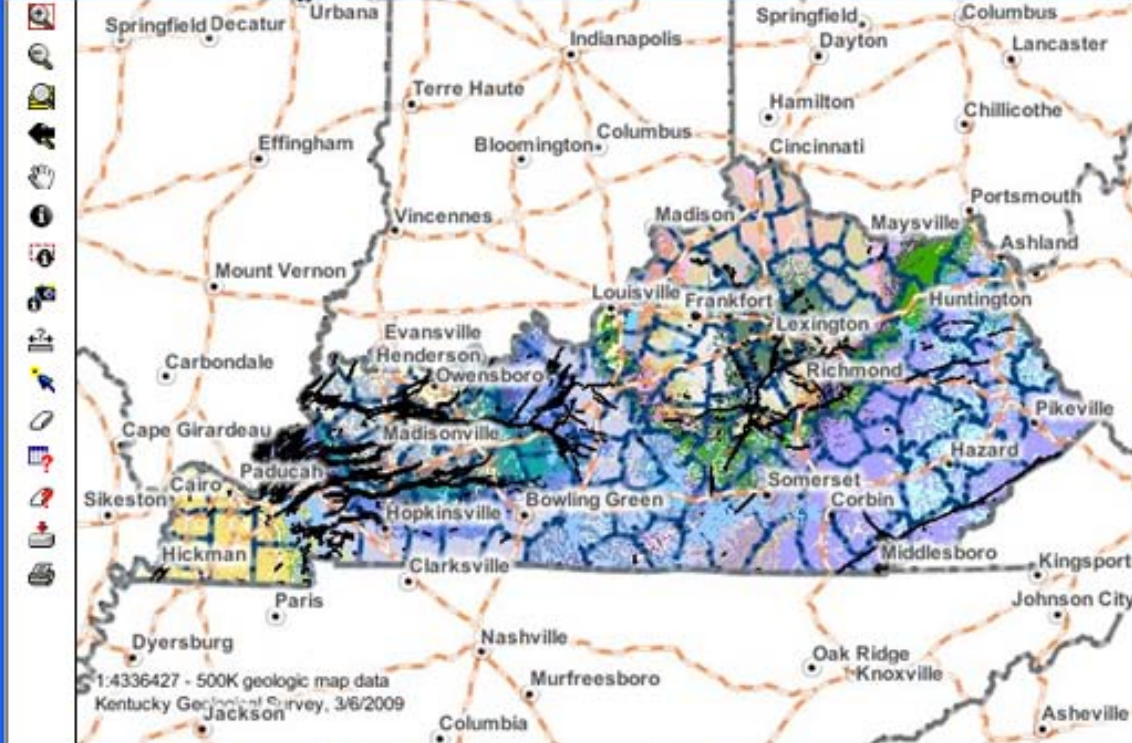 Urbana
Springfield
Decatur
Springfield
Columbus
Indianapolis
Dayton
Lancaster
Terre Haute
Hamilton
Chillicothe
Effingham
Bloomington
Columbus
Cincinnati
Portsmouth
Vincennes
Madison
Maysville
Ashland
Mount Vernon
Louisville
Frankfort
Huntington
Lexington
Evansville
Henderson
Carbondale
Owensboro
Richmond
Pikeville
Cape Girardeau
Madisonville
Hazard
Paducah
Cairo
Somerset
Sikeston
Bowling Green
Corbin
Hopkinsville
Hickman
Middlesboro
Clarksville
Kingsport
Paris
Johnson City
Dyersburg
Nashville
Oak Ridge
Knoxville
1:4336427 - 500K geologic map data
Murfreesboro
Kentucky Geological Survey, 3/6/2009
Jackson
Columbia
Asheville